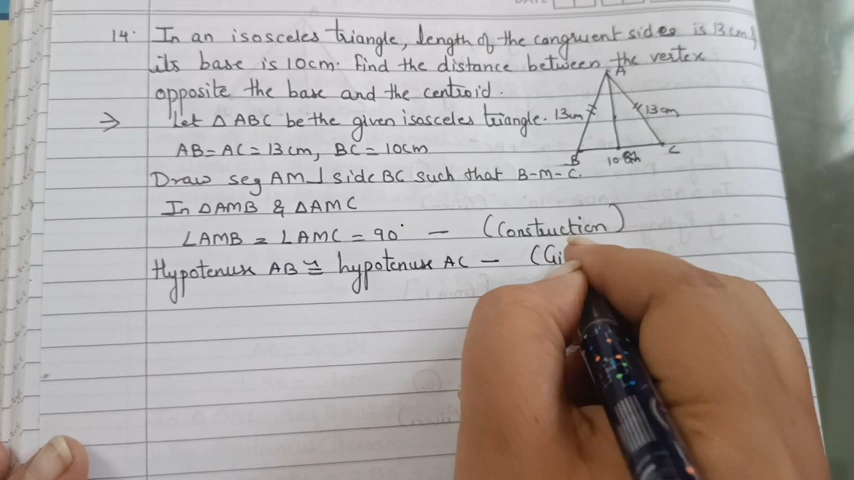 14. In an isosceles triangle, length of the congruent sides is 13 cm,
its base is 10cm. Find the distance between the vertex
opposite the base and the centroid.
⇒ Let △ABC be the given isosceles triangle.
AB=AC=13cm, BC=10cm
Draw seg AM⊥side BC such that B-M-C.
In △AMB & △AMC
∠AMB = ∠AMC = 90° - (Construction)
Hypotenuse AB ≅ hypotenuse AC - (Gi
A
13cm
13cm
B
C